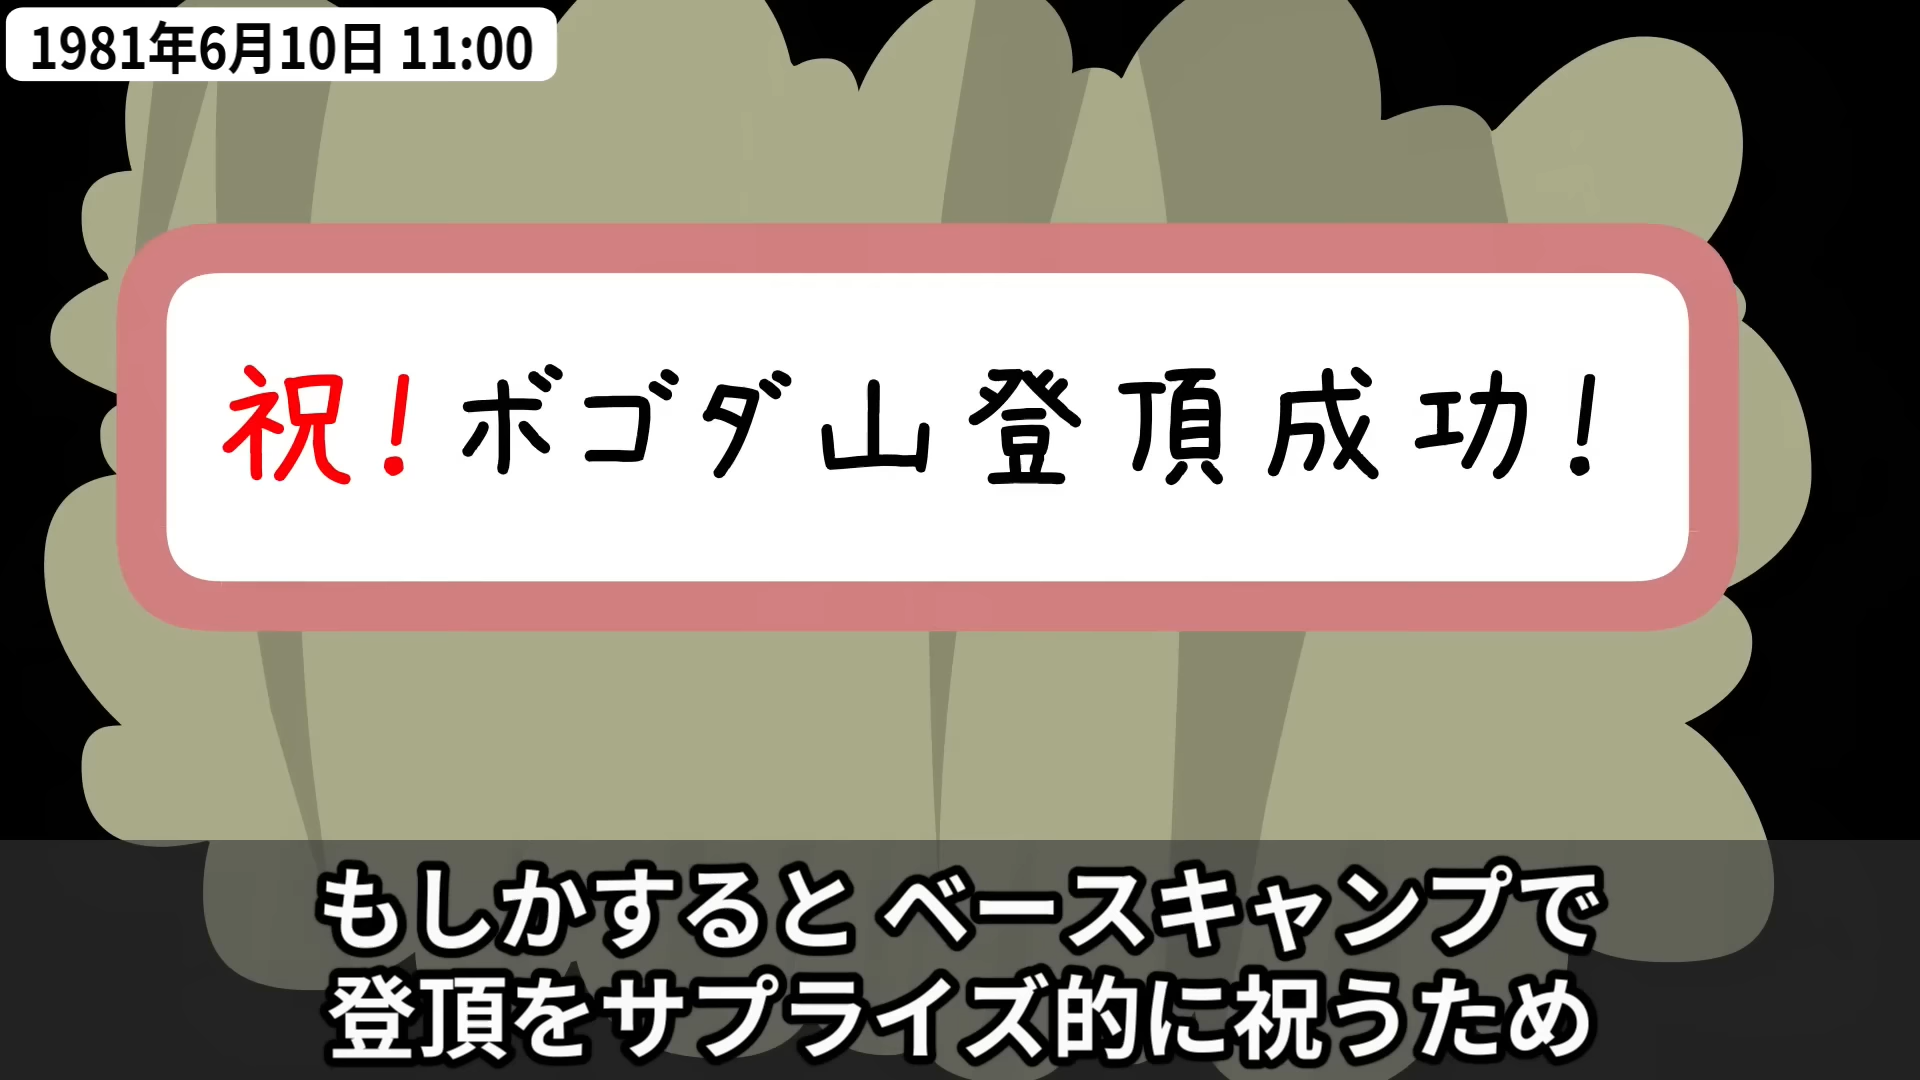 1981年6月10日 11:00
祝!ボゴダ山登頂成功!
もしかすると ベースキャンプで
登頂をサプライズ的に祝うため